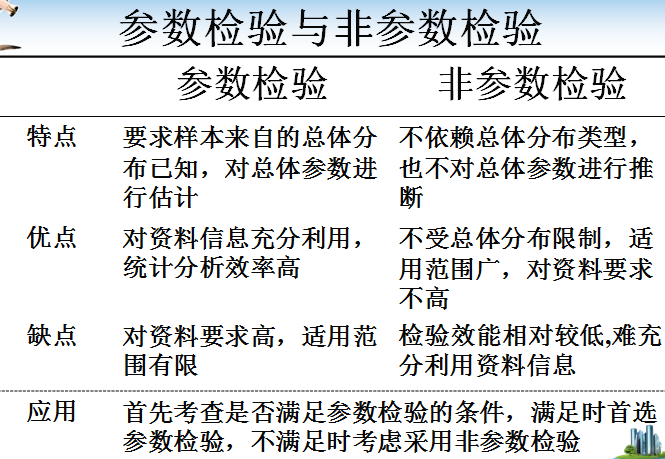 参数检验与非参数检验
参数检验 非参数检验
特点 要求样本来自的总体分 不依赖总体分布类型，
布已知，对总体参数进 也不对总体参数进行推
行估计 断
优点 对资料信息充分利用， 不受总体分布限制，适
统计分析效率高 用范围广，对资料要求
不高
缺点 对资料要求高，适用范 检验效能相对较低,难充
围有限 分利用资料信息
应用 首先考查是否满足参数检验的条件，满足时首选
参数检验，不满足时考虑采用非参数检验